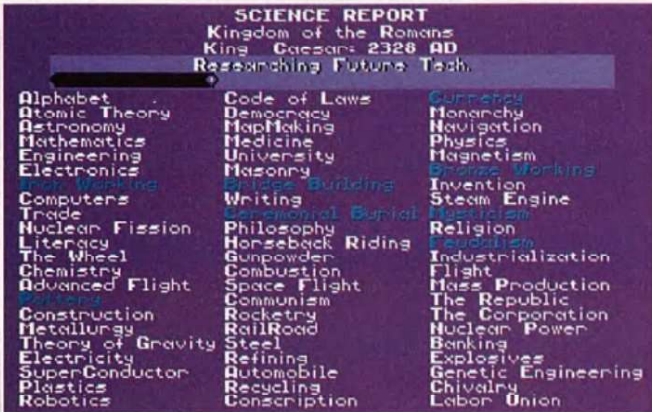 SCIENCE REPORT
Kingdom of the Romans
King Caesar: 2328 AD
Researching Future Tech.
Alphabet Code of Laws Currency
Atomic Theory Democracy Monarchy
Astronomy MapMaking Navigation
Mathematics Medicine Physics
Engineering University Magnetism
Electronics Masonry Bronze Working
Iron Working Bridge Building Invention
Computers Writing Steam Engine
Trade Ceremonial Burial Mysticism
Nuclear Fission Philosophy Religion
Literacy Horseback Riding Feudalism
The Wheel Gunpowder Industrialization
Chemistry Combustion Flight
Advanced Flight Space Flight Mass Production
Pottery Communism The Republic
Construction Rocketry The Corporation
Metallurgy RailRoad Nuclear Power
Theory of Gravity Steel Banking
Electricity Refining Explosives
SuperConductor Automobile Genetic Engineering
Plastics Recycling Chivalry
Robotics Conscription Labor Union